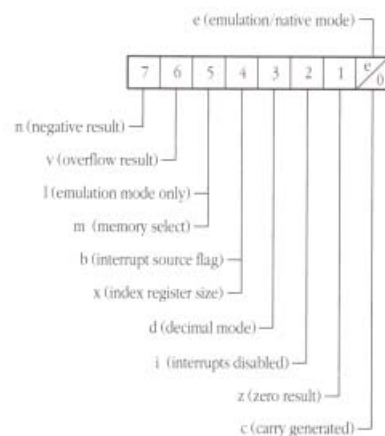 e (emulation/native mode)
7 6 5 4 3 2 1 e/0
n (negative result)
v (overflow result)
1 (emulation mode only)
m (memory select)
b (interrupt source flag)
x (index register size)
d (decimal mode)
i (interrupts disabled)
z (zero result)
c (carry generated)